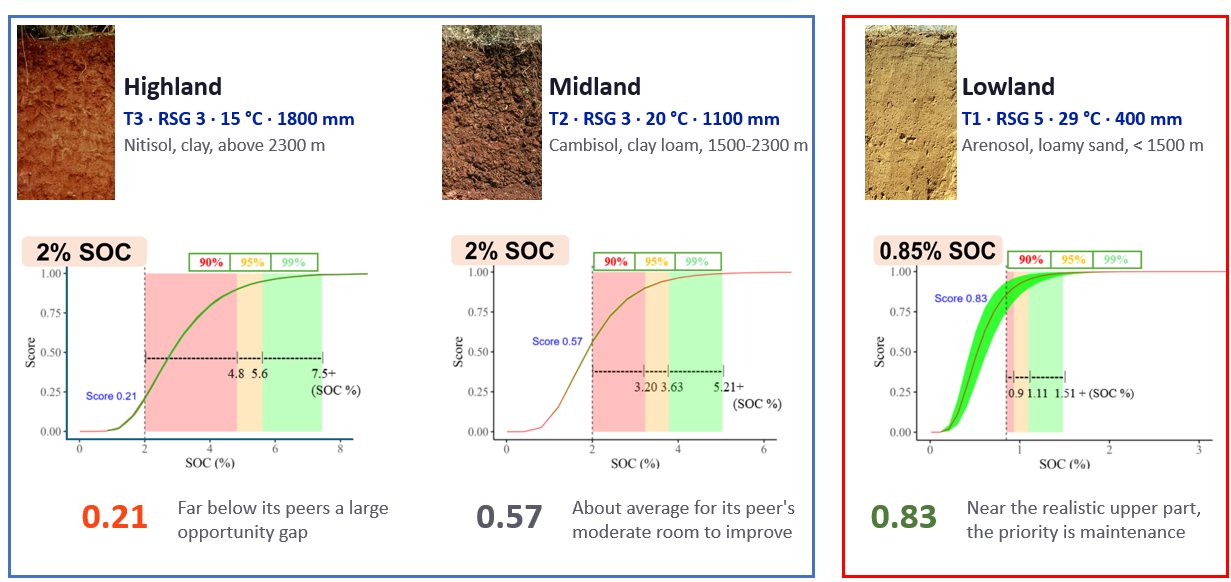 Highland
T3 · RSG 3 · 15 °C · 1800 mm
Nitisol, clay, above 2300 m
2% SOC
90% 95% 99%
1.00
0.75
0.50
0.25
0.00
Score
Score 0.21
4.8 5.6 7.5+
(SOC %)
0 2 4 6 8
SOC (%)
0.21
Far below its peers a large
opportunity gap
Midland
T2 · RSG 3 · 20 °C · 1100 mm
Cambisol, clay loam, 1500-2300 m
2% SOC
90% 95% 99%
1.00
0.75
0.50
0.25
0.00
Score
Score 0.57
3.20 3.63 5.21+
(SOC %)
0 2 4 6
SOC (%)
0.57
About average for its peer's
moderate room to improve
Lowland
T1 · RSG 5 · 29 °C · 400 mm
Arenosol, loamy sand, < 1500 m
0.85% SOC
90% 95% 99%
1.00
0.75
0.50
0.25
0.00
Score
Score 0.83
0.9 1.11 1.51 + (SOC %)
0 1 2 3
SOC (%)
0.83
Near the realistic upper part,
the priority is maintenance